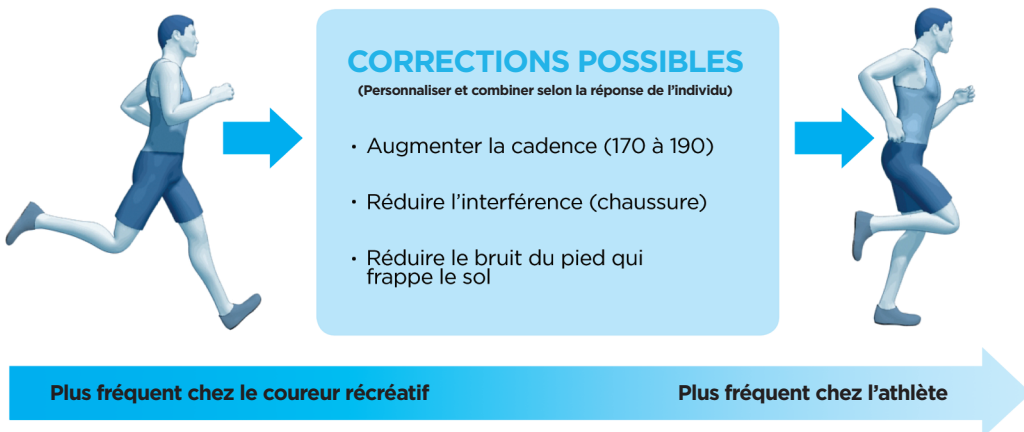 CORRECTIONS POSSIBLES
(Personnaliser et combiner selon la réponse de l’individu)
· Augmenter la cadence (170 à 190)
· Réduire l’interférence (chaussure)
· Réduire le bruit du pied qui
frappe le sol
Plus fréquent chez le coureur récréatif
Plus fréquent chez l’athlète